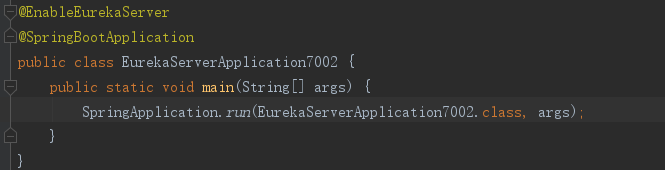 @EnableEurekaServer
@SpringBootApplication
public class EurekaServerApplication7002 {
    public static void main(String[] args) {
        SpringApplication.run(EurekaServerApplication7002.class, args);
    }
}